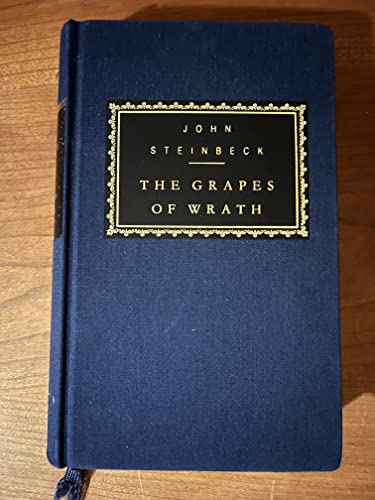 JOHN
STEINBECK
THE GRAPES
OF WRATH